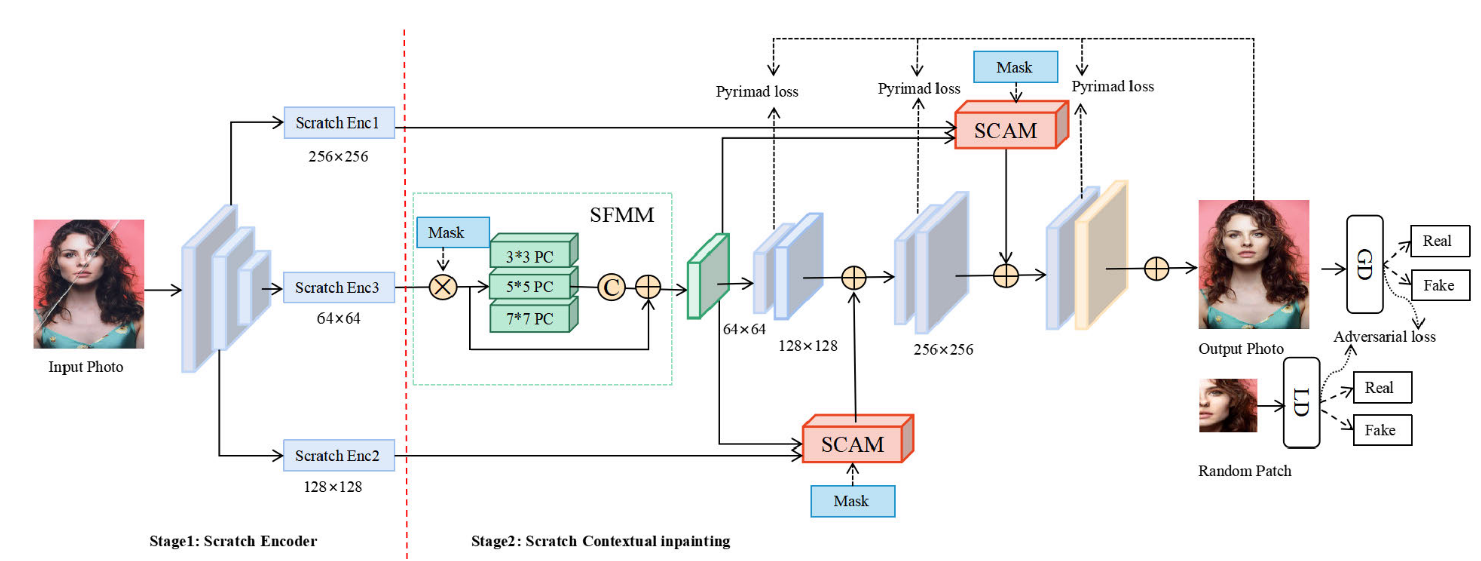 Mask
Pyrimad loss
Pyrimad loss
Pyrimad loss
Scratch Enc1
SCAM
256×256
SFMM
Mask
3*3 PC
5*5 PC
7*7 PC
C
Scratch Enc3
64×64
64×64
128×128
256×256
Input Photo
Output Photo
GD
Real
Fake
Adversarial loss
LD
Real
Fake
Random Patch
SCAM
Scratch Enc2
128×128
Mask
Stage1: Scratch Encoder
Stage2: Scratch Contextual inpainting